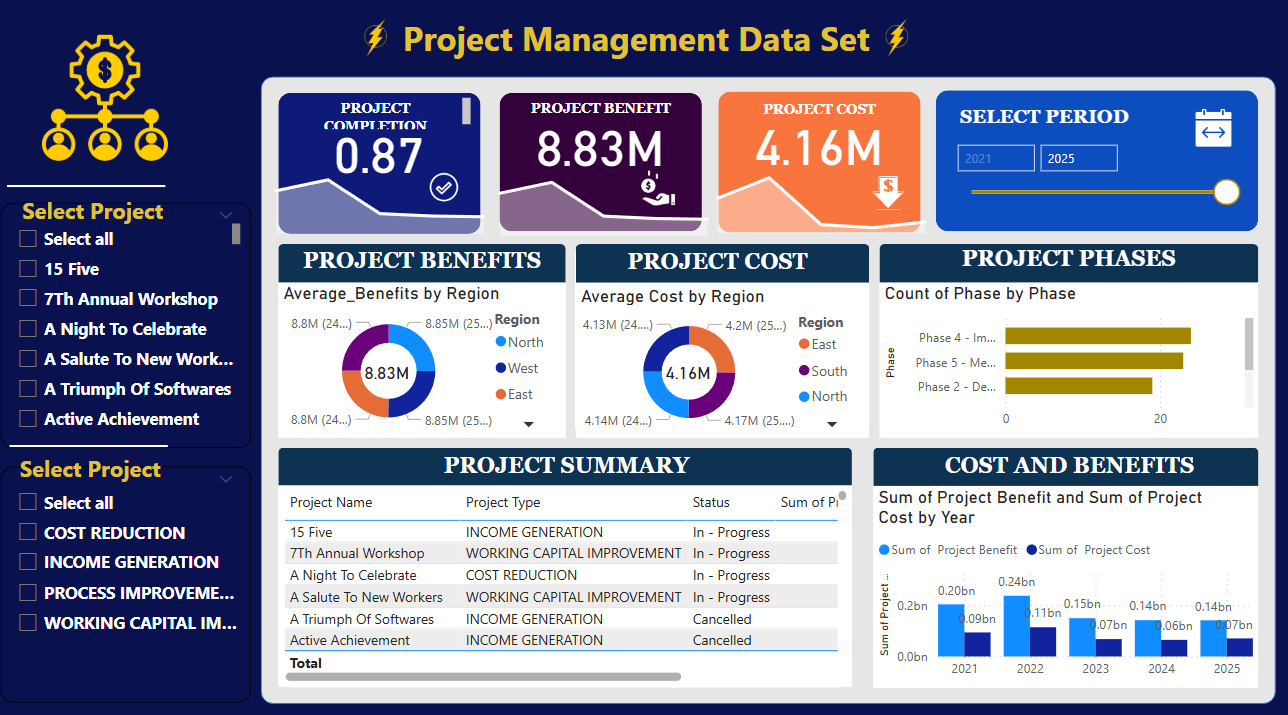 Project Management Data Set
PROJECT COMPLETION
0.87
PROJECT BENEFIT
8.83M
PROJECT COST
4.16M
SELECT PERIOD
2021
2025
Select Project
Select all
15 Five
7Th Annual Workshop
A Night To Celebrate
A Salute To New Work...
A Triumph Of Softwares
Active Achievement
Select Project
Select all
COST REDUCTION
INCOME GENERATION
PROCESS IMPROVEME...
WORKING CAPITAL IM...
PROJECT BENEFITS
Average_Benefits by Region
8.8M (24....)
8.85M (25....)
8.83M
8.8M (24....)
8.85M (25....)
Region
North
West
East
PROJECT COST
Average Cost by Region
4.13M (24....)
4.2M (25....)
4.16M
4.14M (24....)
4.17M (25....)
Region
East
South
North
PROJECT PHASES
Count of Phase by Phase
Phase
Phase 4 - Im...
Phase 5 - Me...
Phase 2 - De...
0 20
PROJECT SUMMARY
Project Name Project Type Status Sum of Pr
15 Five INCOME GENERATION In - Progress
7Th Annual Workshop WORKING CAPITAL IMPROVEMENT In - Progress
A Night To Celebrate COST REDUCTION In - Progress
A Salute To New Workers WORKING CAPITAL IMPROVEMENT In - Progress
A Triumph Of Softwares INCOME GENERATION Cancelled
Active Achievement INCOME GENERATION Cancelled
Total
COST AND BENEFITS
Sum of Project Benefit and Sum of Project
Cost by Year
Sum of Project Benefit Sum of Project Cost
Sum of Project ...
0.2bn
0.0bn
0.20bn
0.09bn
0.24bn
0.11bn
0.15bn
0.07bn
0.14bn
0.06bn
0.14bn
0.07bn
2021 2022 2023 2024 2025